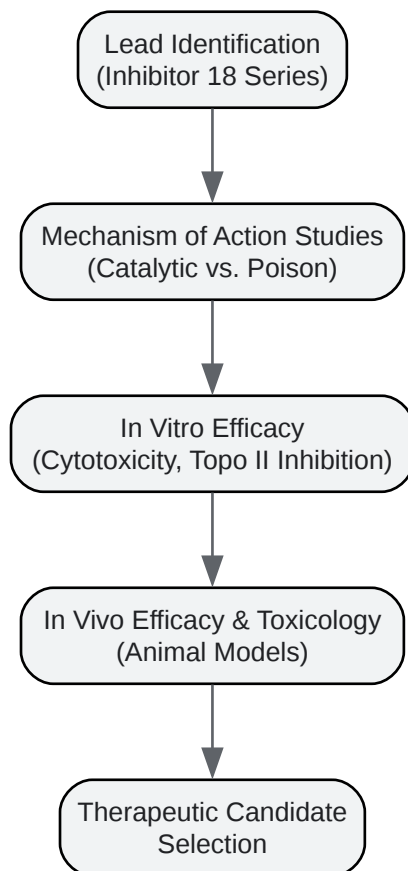 Lead Identification
(Inhibitor 18 Series)
Mechanism of Action Studies
(Catalytic vs. Poison)
In Vitro Efficacy
(Cytotoxicity, Topo II Inhibition)
In Vivo Efficacy & Toxicology
(Animal Models)
Therapeutic Candidate
Selection